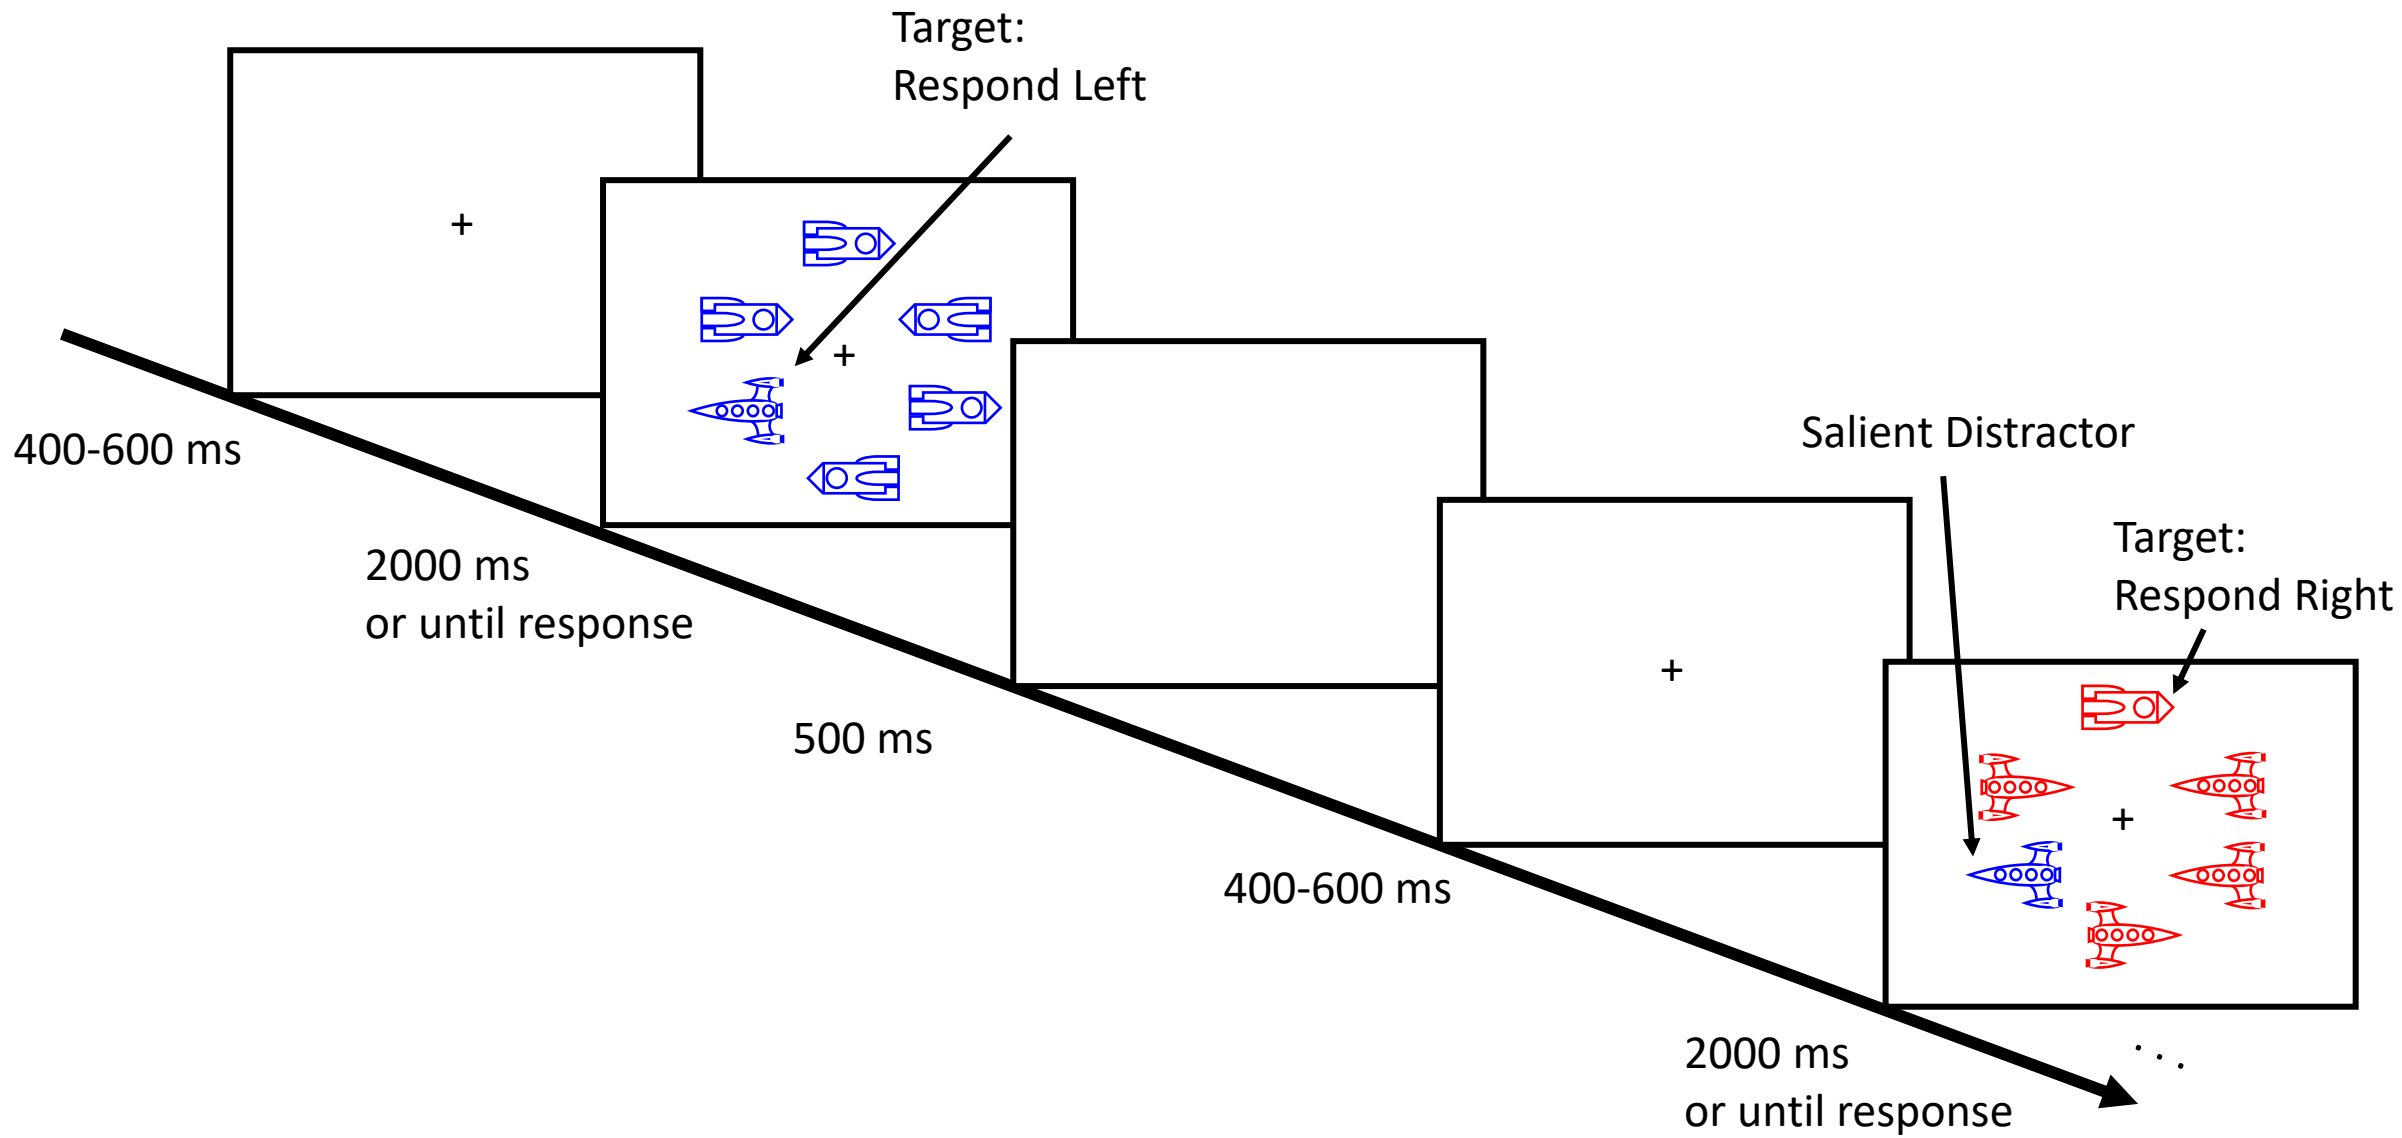 Target:
Respond Left
+
+
400-600 ms
2000 ms
or until response
500 ms
Salient Distractor
Target:
Respond Right
+
+
400-600 ms
2000 ms
or until response
...